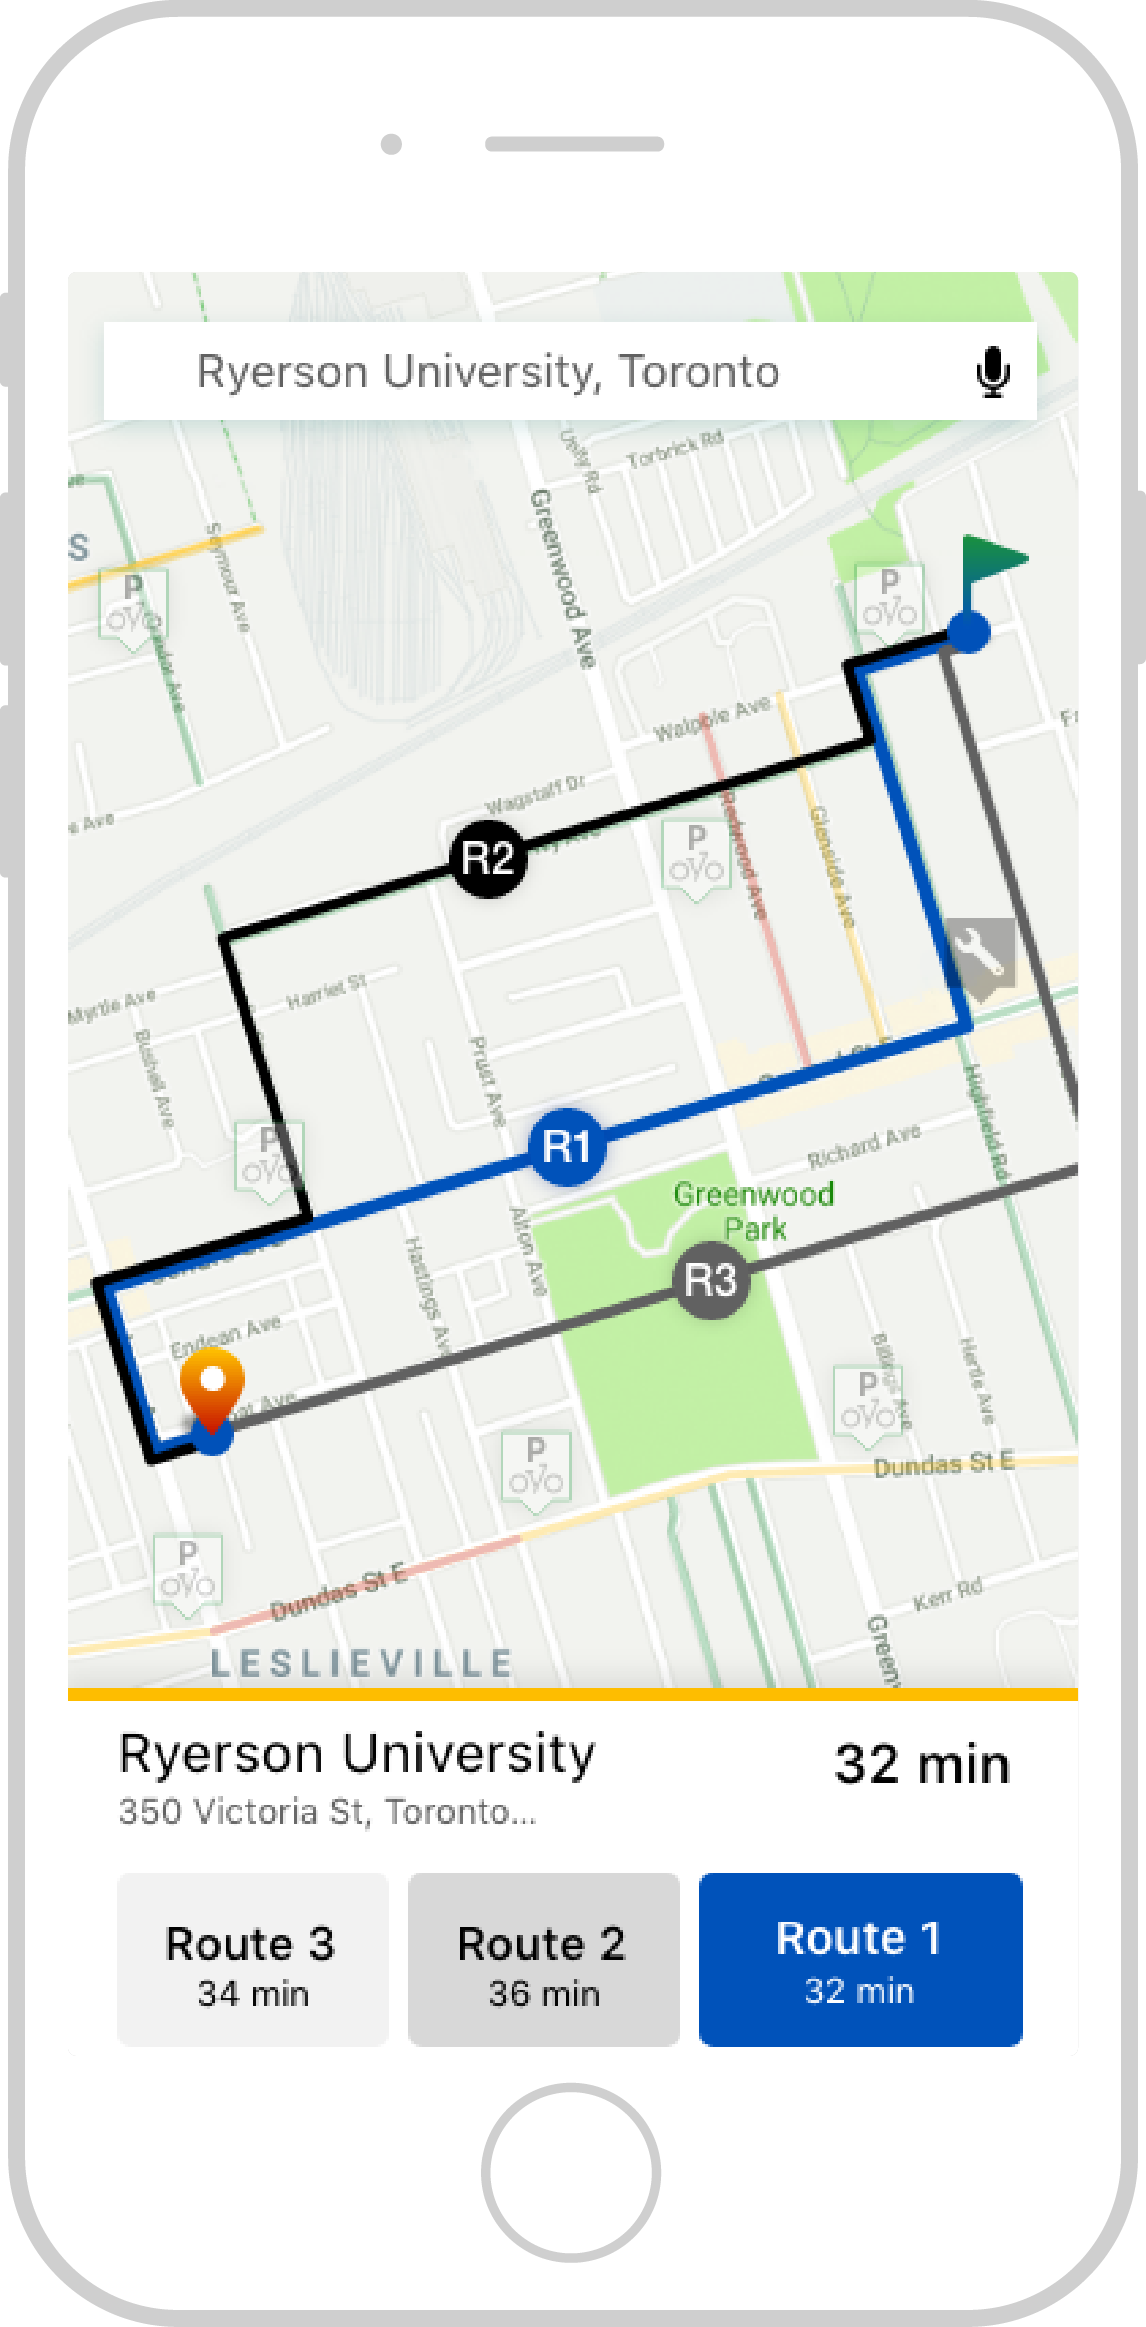 Ryerson University, Toronto
Unity Rd
Torbrick Rd
Greenwood Ave
S
P
Seymour Ave
P
Walpole Ave
Wagstaff Dr
R2
P
Redwood Ave
Glenside Ave
e Ave
Myrtle Ave
Harriet St
Bushell Ave
Prust Ave
R1
P
Highfield Rd
Richard Ave
Greenwood
Park
Alton Ave
Hastings Ave
R3
Endean Ave
Billings Ave
Hertle Ave
P
P
Dundas St E
P
Dundas St E
Kerr Rd
Green
LESLIEVILLE
Ryerson University
32 min
350 Victoria St, Toronto...
Route 3
34 min
Route 2
36 min
Route 1
32 min